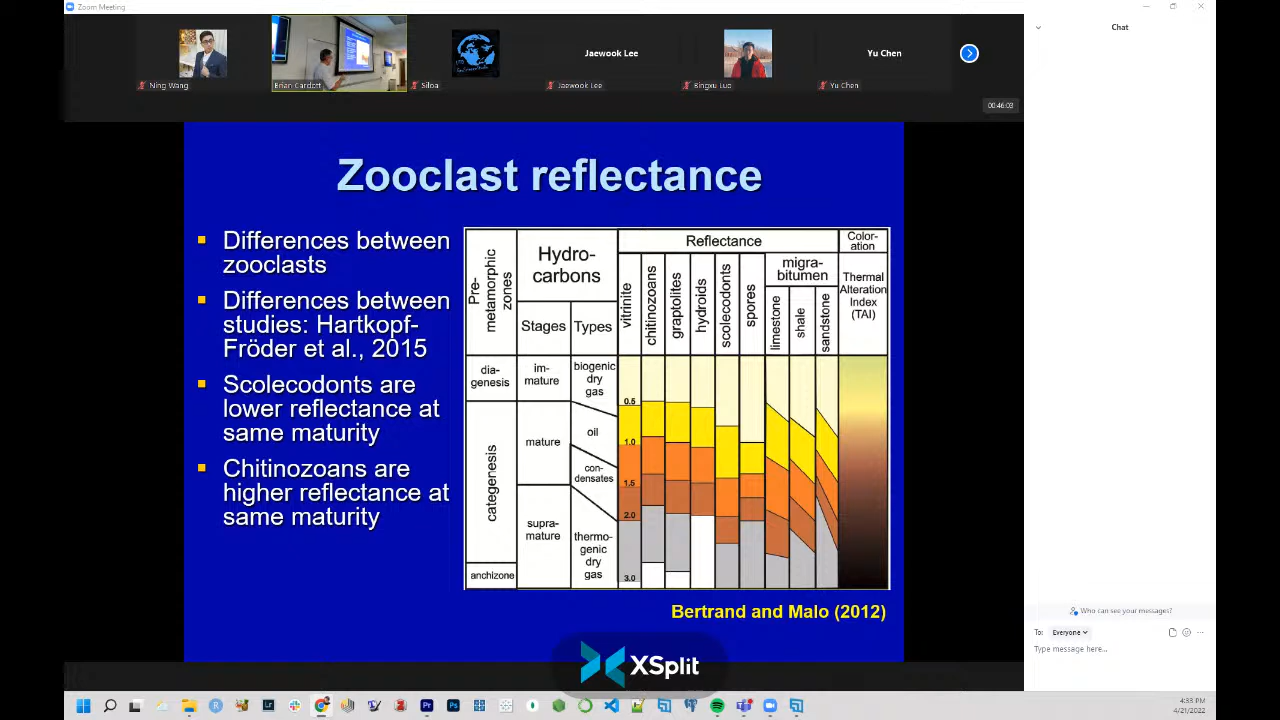 Zoom Meeting
Chat
Jaewook Lee
Yu Chen
Ning Wang
Brian Cardott
Siloa
Jaewook Lee
Bingxu Luo
Yu Chen
00:46:03
Zooclast reflectance
Differences between
zooclasts
Differences between
studies: Hartkopf-
Fröder et al., 2015
Scolecodonts are
lower reflectance at
same maturity
Chitinozoans are
higher reflectance at
same maturity
Pre-
metamorphic
zones
Hydro-
carbons
Stages
Types
Reflectance
vitrinite
chitinozoans
graptolites
hydroids
scolecodonts
spores
migra-
bitumen
limestone
shale
sandstone
Color-
ation
Thermal
Alteration
Index
(TAI)
dia-
genesis
im-
mature
biogenic
dry
gas
categenesis
mature
oil
con-
densates
supra-
mature
thermo-
genic
dry
gas
anchizone
0.5
1.0
1.5
2.0
3.0
Bertrand and Malo (2012)
XSplit
Who can see your messages?
To:
Everyone
Type message here...
4:33 PM
4/21/2022